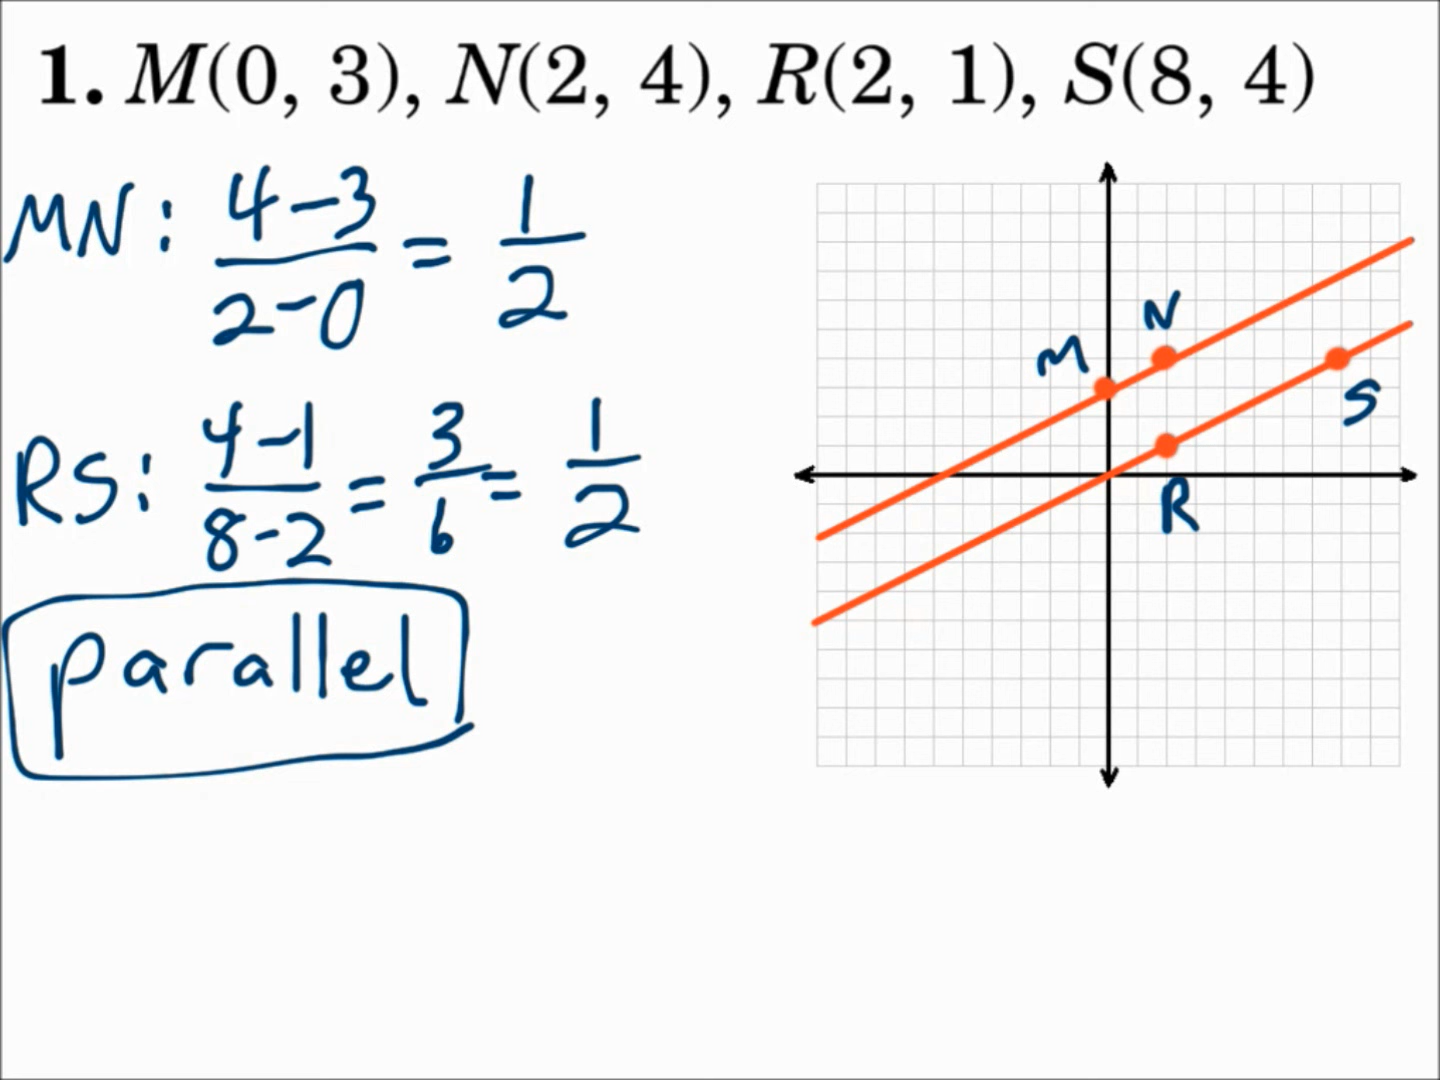 1. M(0, 3), N(2, 4), R(2, 1), S(8, 4)
MN: 4-3/2-0 = 1/2
RS: 4-1/8-2 = 3/6 = 1/2
parallel
N
M
S
R